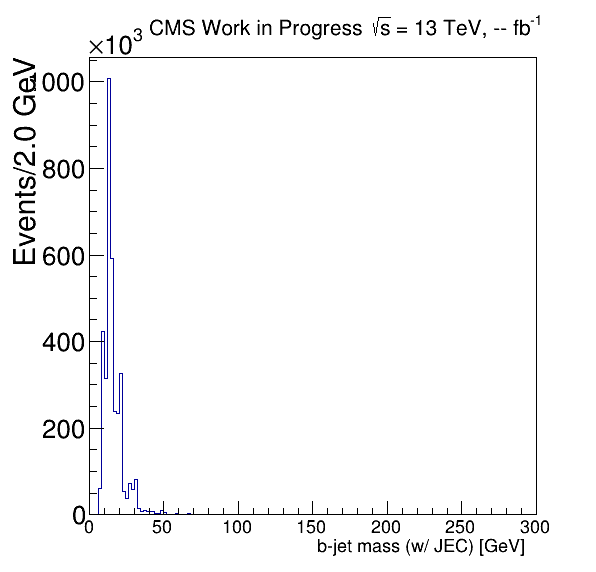 ×10³ CMS Work in Progress √s = 13 TeV, -- fb⁻¹
Events/2.0 GeV
1000
800
600
400
200
0
0 50 100 150 200 250 300
b-jet mass (w/ JEC) [GeV]